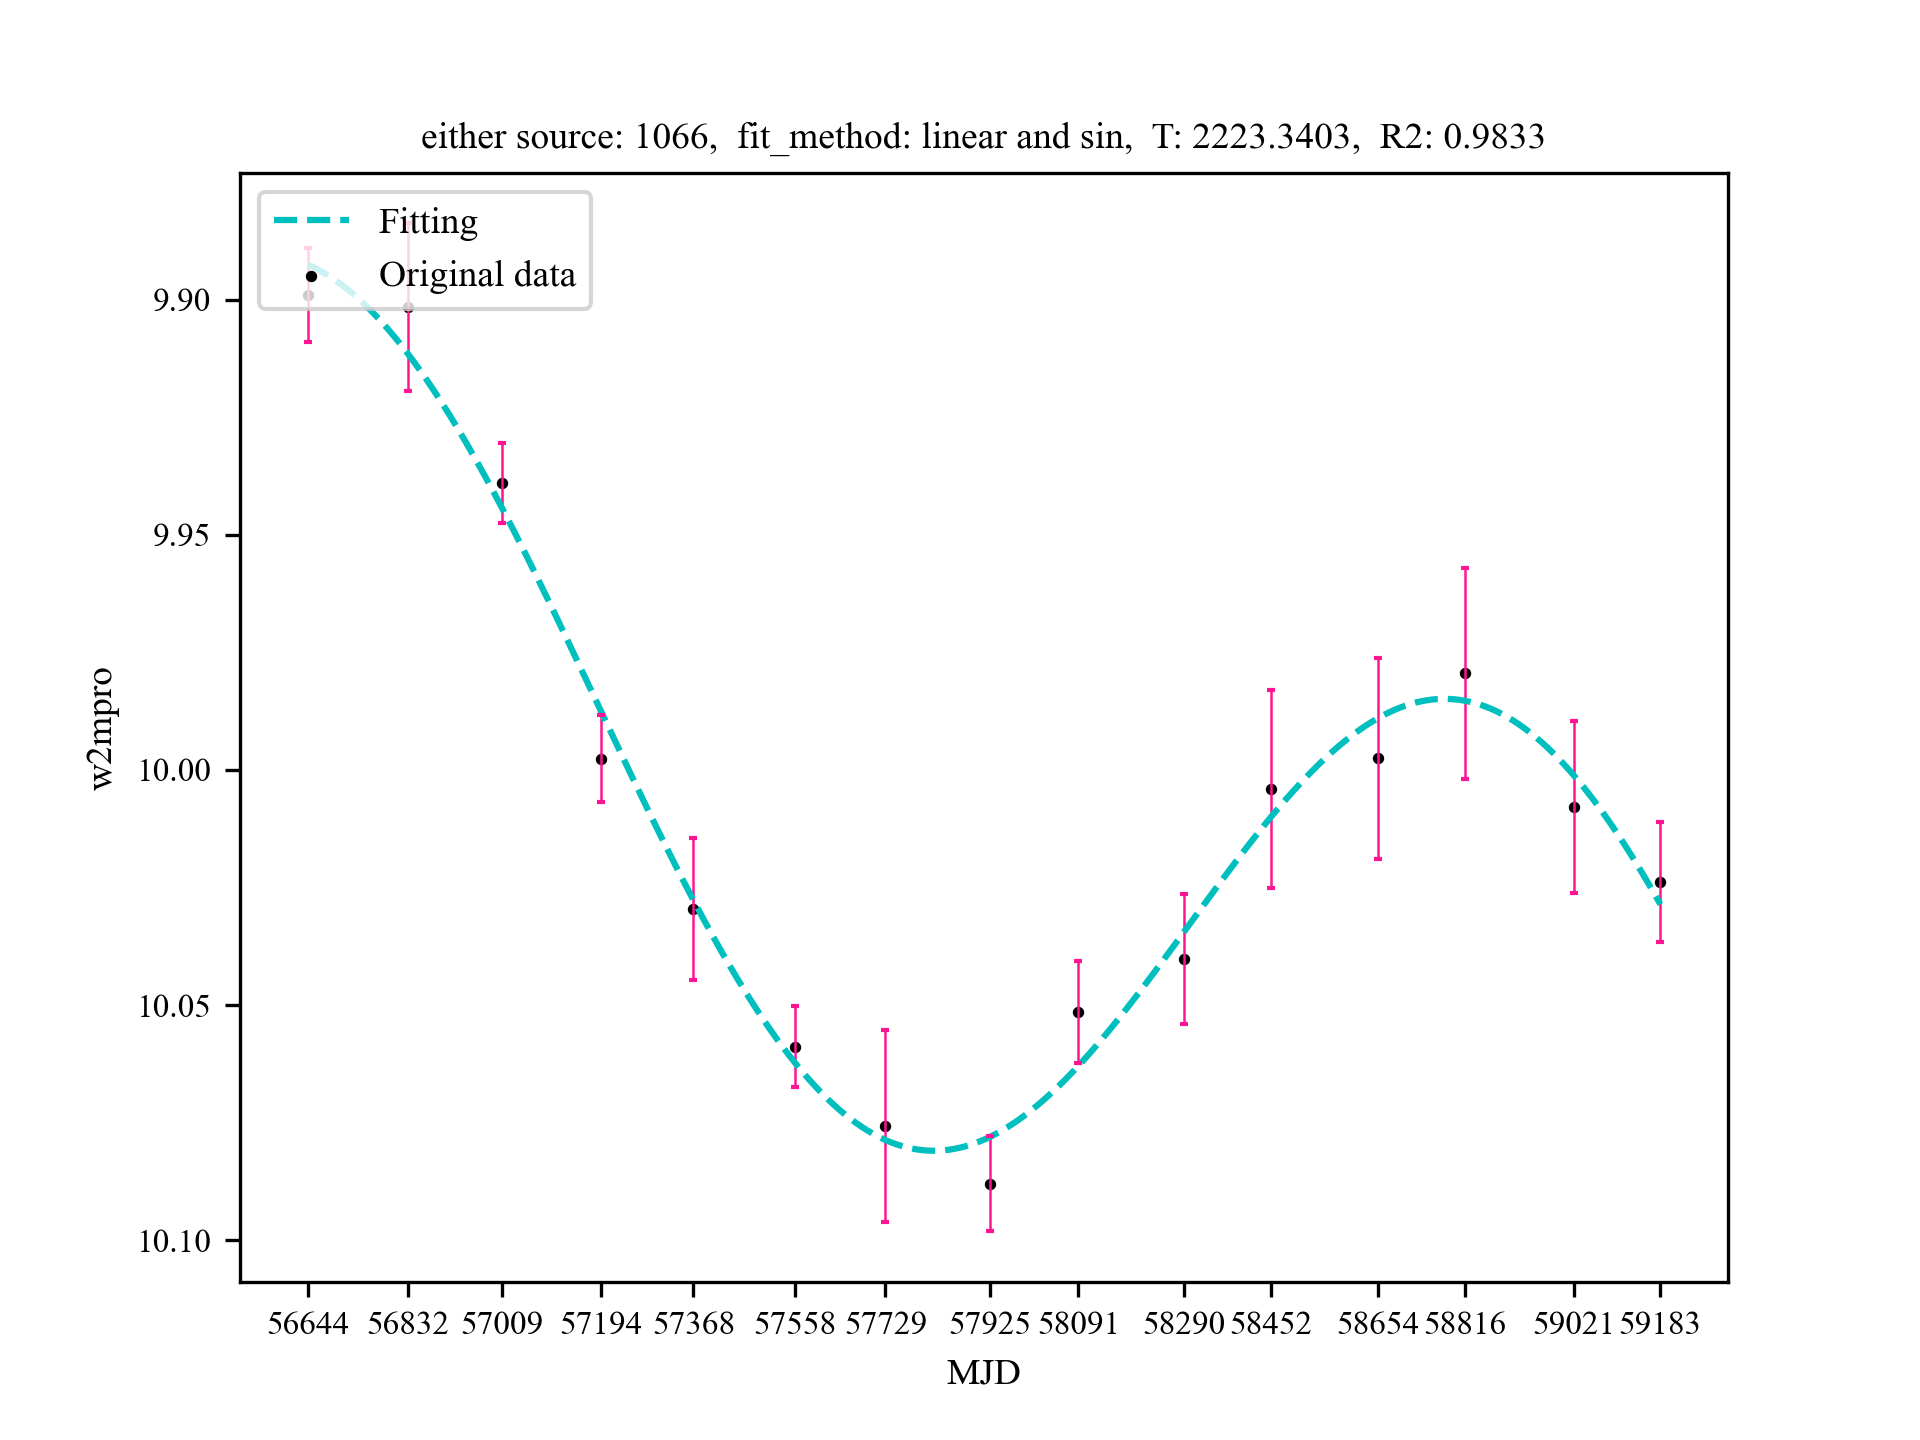 either source: 1066, fit_method: linear and sin, T: 2223.3403, R2: 0.9833
Fitting
Original data
9.90
9.95
10.00
10.05
10.10
w2mpro
56644 56832 57009 57194 57368 57558 57729 57925 58091 58290 58452 58654 58816 59021 59183
MJD